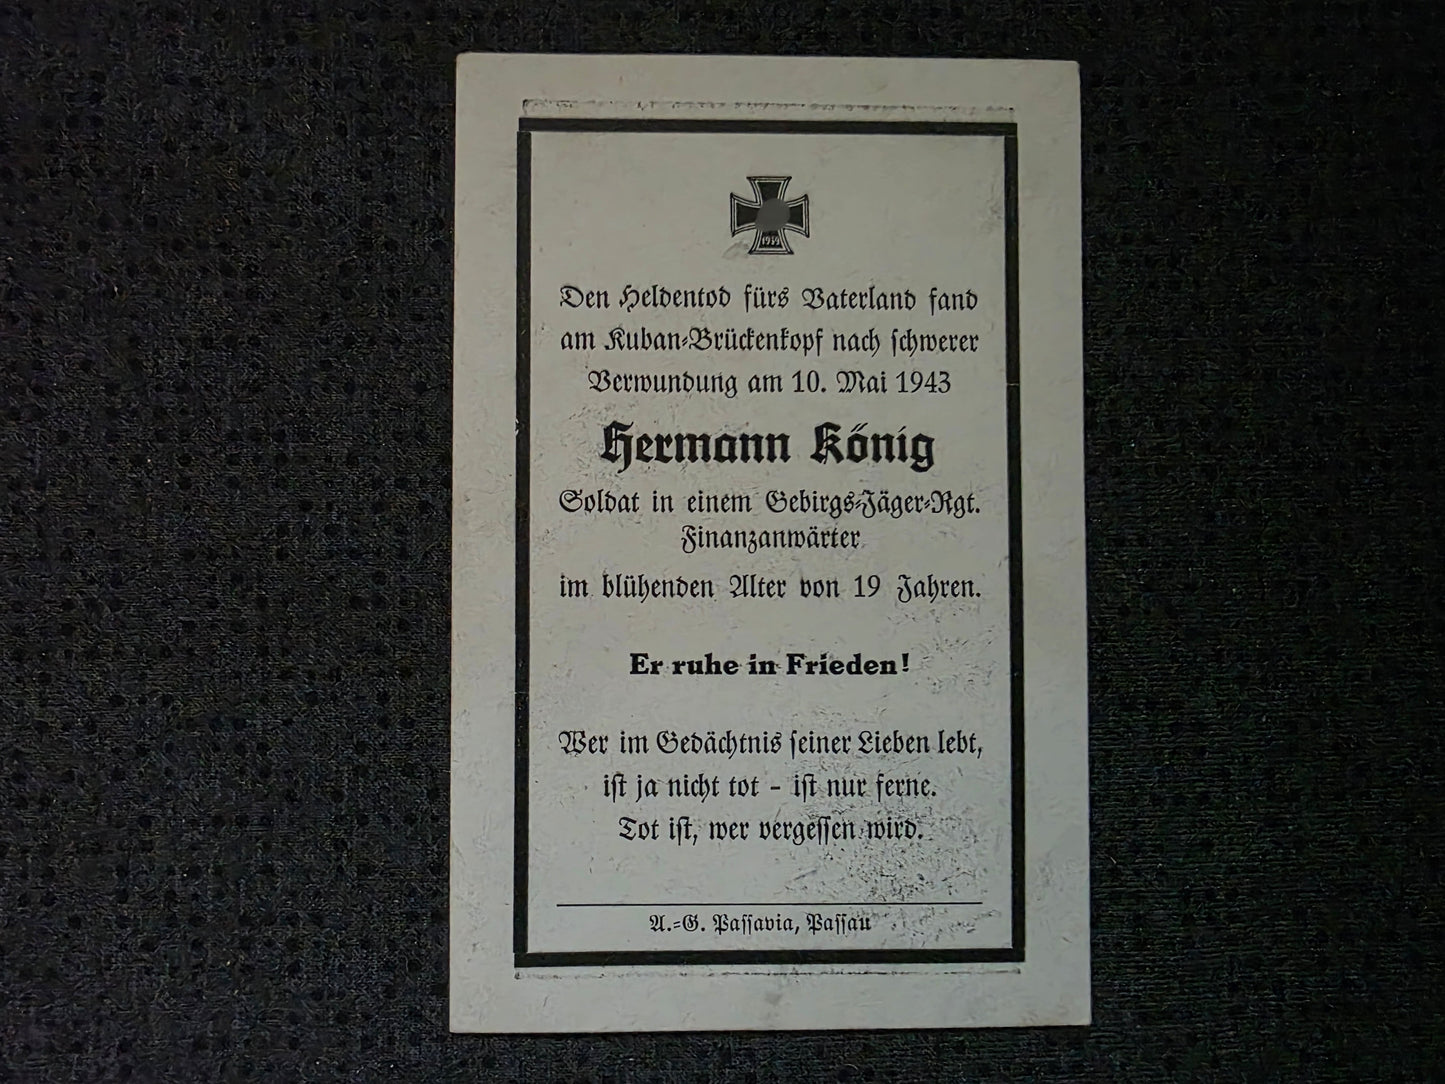 1939
Den Heldentod fürs Vaterland fand
am Kuban-Brückenkopf nach schwerer
Verwundung am 10. Mai 1943
Hermann König
Soldat in einem Gebirgs-Jäger-Rgt.
Finanzanwärter
im blühenden Alter von 19 Jahren.
Er ruhe in Frieden!
Wer im Gedächtnis seiner Lieben lebt,
ist ja nicht tot - ist nur ferne.
Tot ist, wer vergessen wird.
A.-G. Passavia, Passau